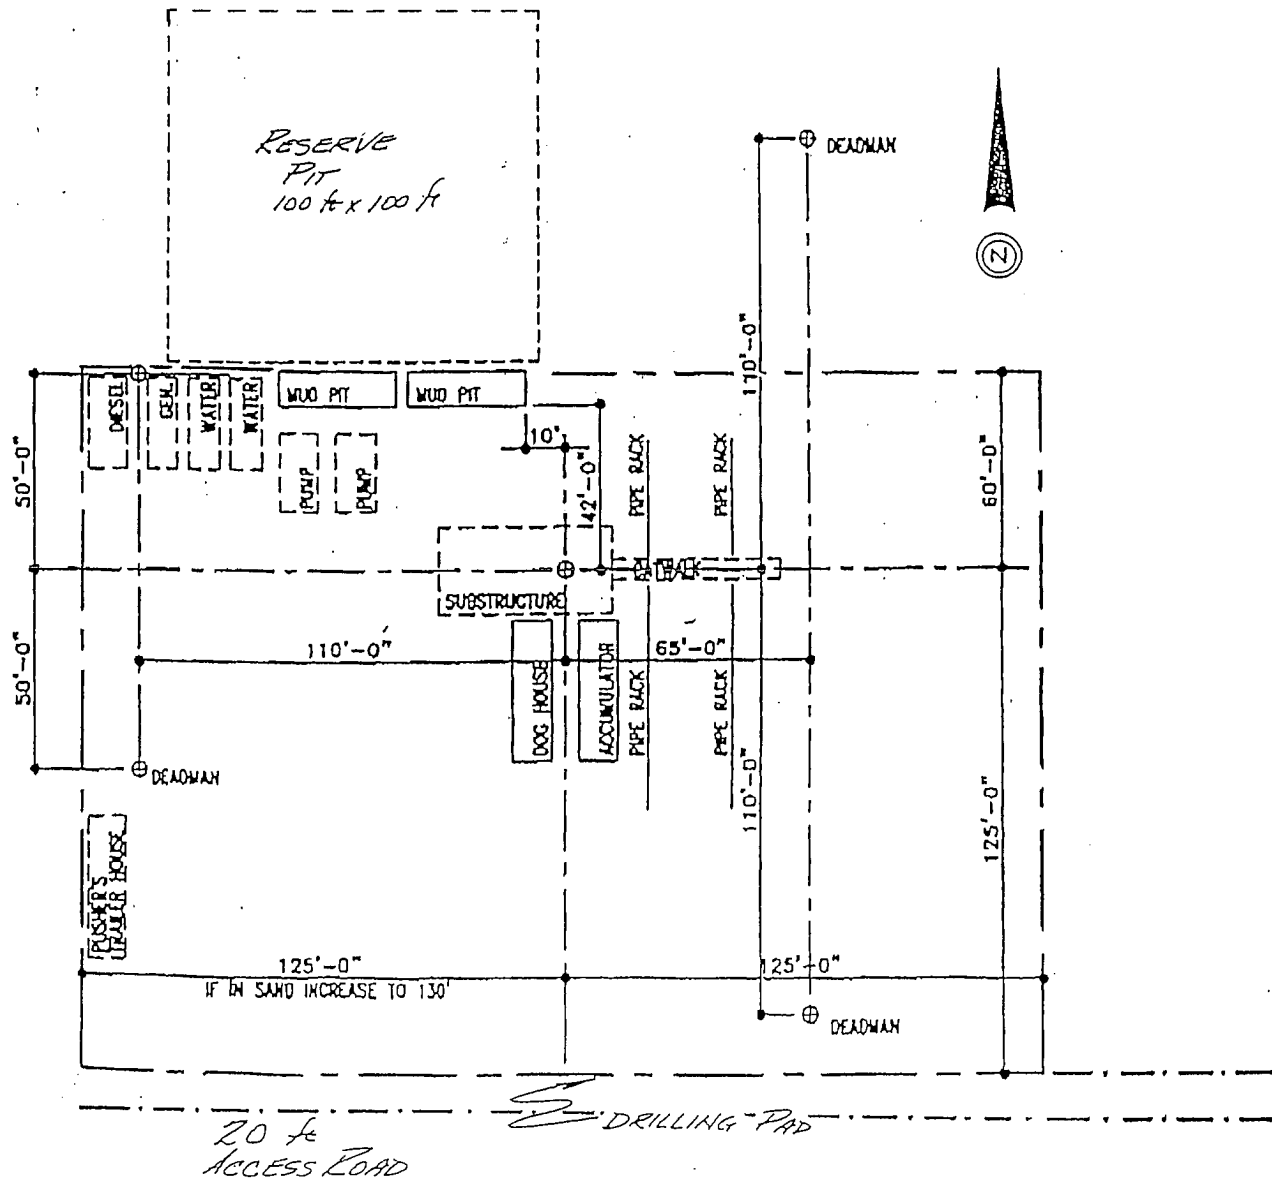 RESERVE
PIT
100 ft x 100 ft
DEADMAN
N
110'-0"
DIESEL
GEN.
WATER
WATER
MUD PIT
MUD PIT
50'-0"
10'
PUMP
PUMP
42'-0"
PIPE RACK
PIPE RACK
60'-0"
SUBSTRUCTURE
50'-0"
110'-0"
65'-0"
DOG HOUSE
ACCUMULATOR
PIPE RACK
PIPE RACK
110'-0"
DEADMAN
125'-0"
PUSHER'S
TRAILER HOUSE
125'-0"
125'-0"
IF IN SAND INCREASE TO 130'
DEADMAN
DRILLING PAD
20 ft
ACCESS ROAD